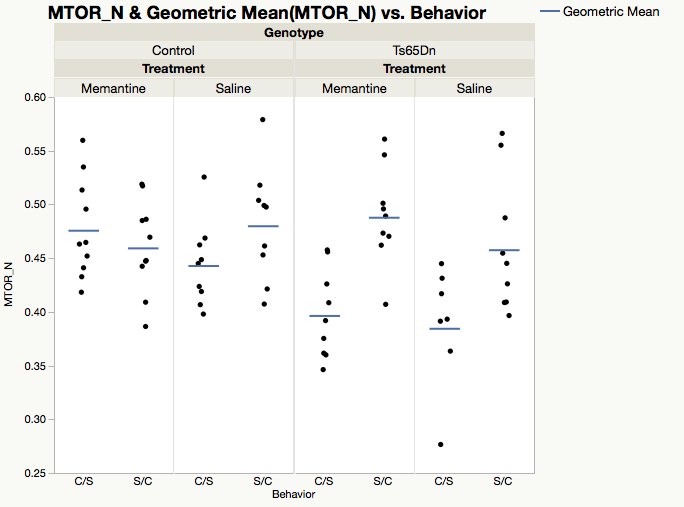 MTOR_N & Geometric Mean(MTOR_N) vs. Behavior
Geometric Mean
Genotype
Control Ts65Dn
Treatment Treatment
Memantine Saline Memantine Saline
0.60
0.55
0.50
0.45
0.40
0.35
0.30
0.25
MTOR_N
C/S S/C C/S S/C C/S S/C C/S S/C
Behavior